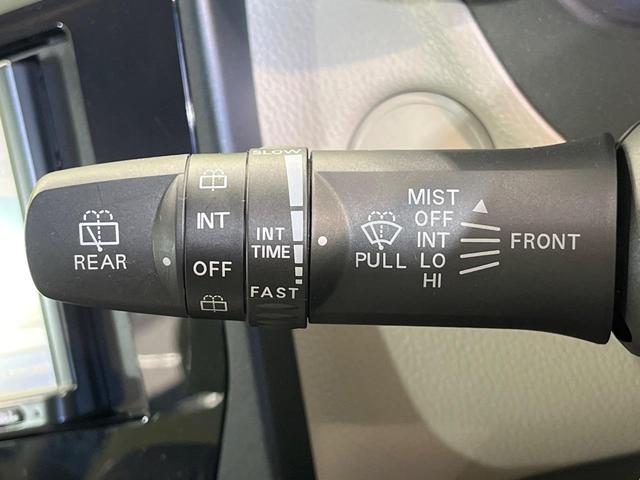 REAR
INT
OFF
SLOW
INT
TIME
FAST
PULL
MIST
OFF
INT
LO
HI
FRONT